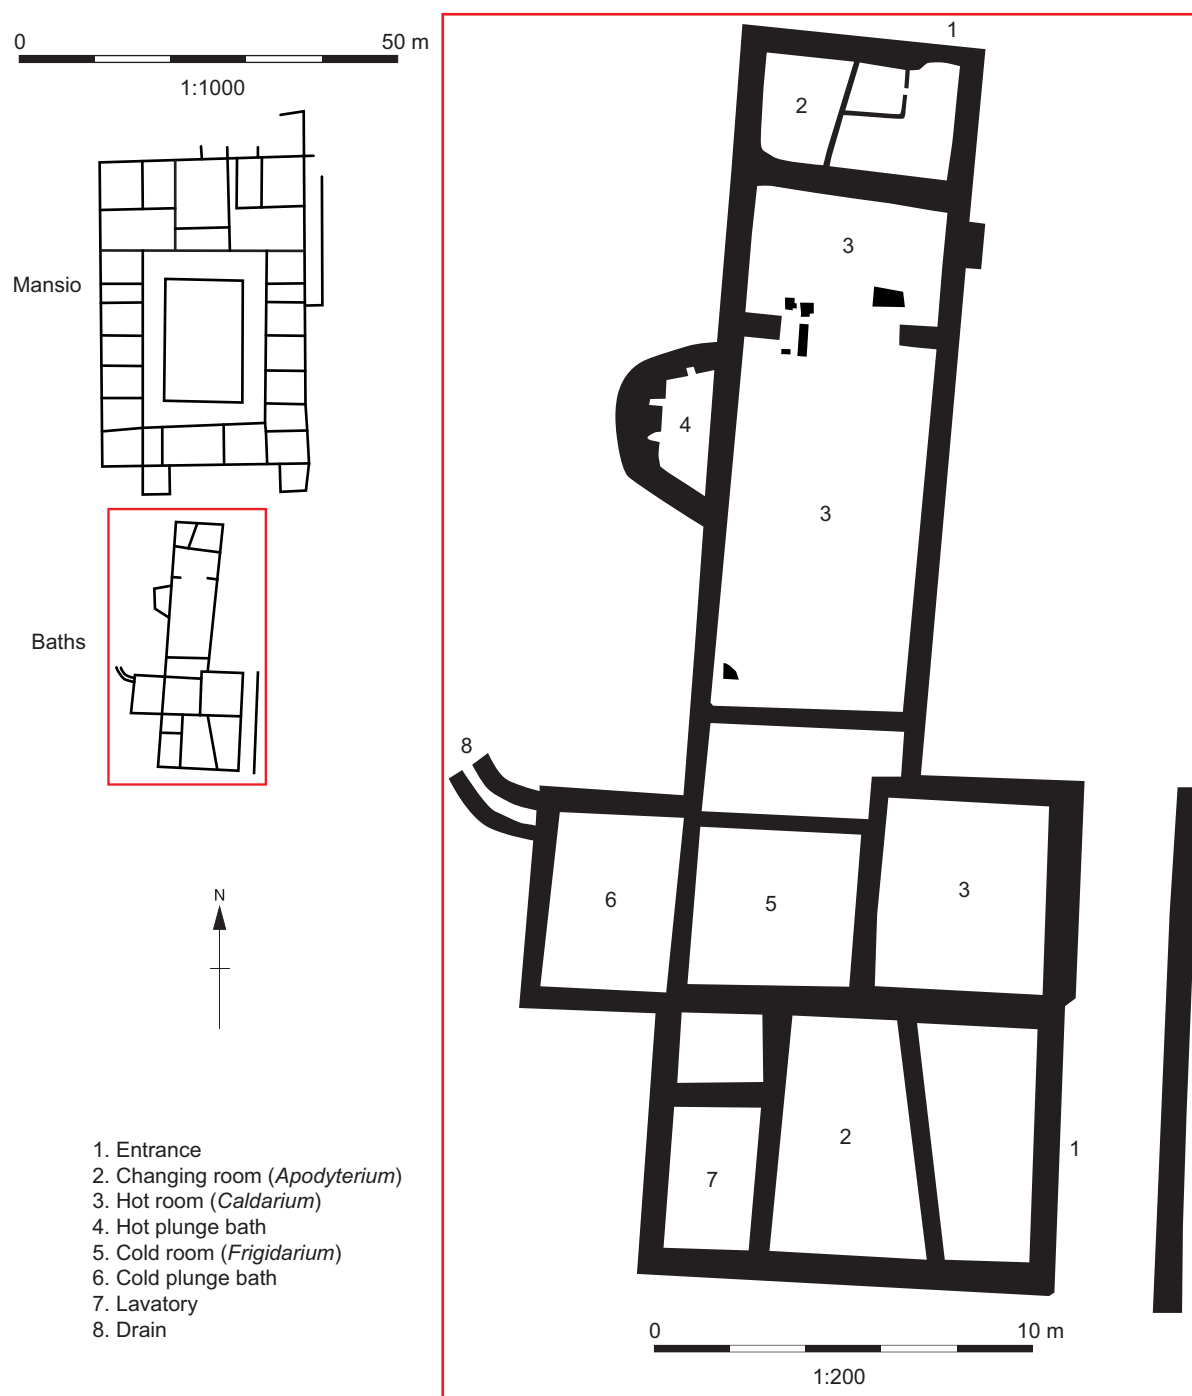 0 50 m
1:1000
Mansio
Baths
N
1. Entrance
2. Changing room (Apodyterium)
3. Hot room (Caldarium)
4. Hot plunge bath
5. Cold room (Frigidarium)
6. Cold plunge bath
7. Lavatory
8. Drain
1
2
3
4
3
8
6
5
3
2
7
1
0 10 m
1:200